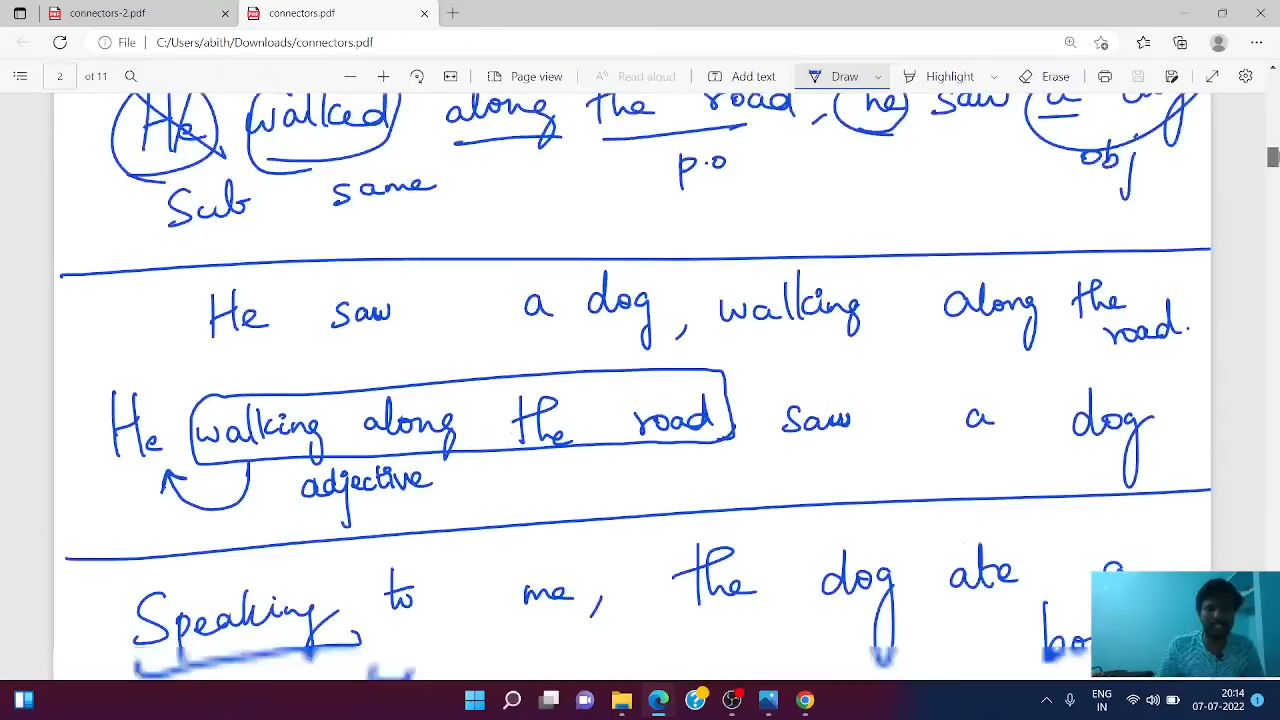 connectors-2.pdf
connectors.pdf
File C:/Users/abith/Downloads/connectors.pdf
2 of 11
Page view
Read aloud
Add text
Draw
Highlight
Erase
He walked along the road, he saw a dog
Sub same p.o obj
He saw a dog, walking along the road.
He walking along the road saw a dog
adjective
Speaking to me, the dog ate a
ENG
IN
20:14
07-07-2022
1